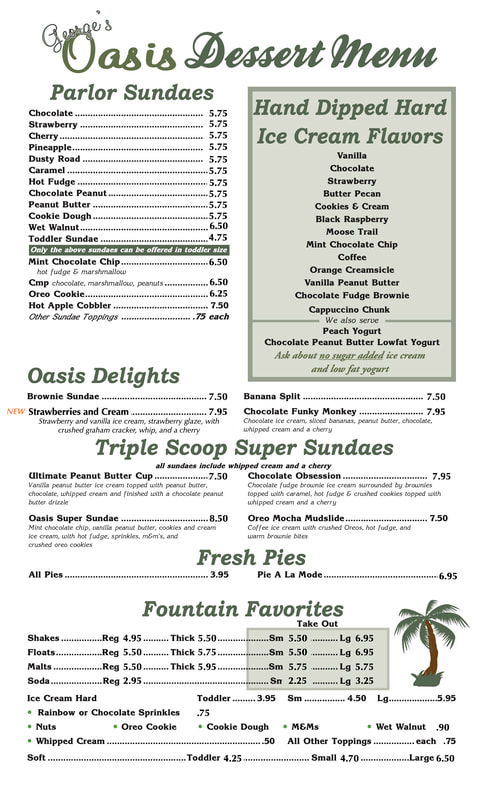 George's
Oasis Dessert Menu
Parlor Sundaes
Chocolate 5.75
Strawberry 5.75
Cherry 5.75
Pineapple 5.75
Dusty Road 5.75
Caramel 5.75
Hot Fudge 5.75
Chocolate Peanut 5.75
Peanut Butter 5.75
Cookie Dough 5.75
Wet Walnut 6.50
Toddler Sundae 4.75
Only the above sundaes can be offered in toddler size
Mint Chocolate Chip 6.50
hot fudge & marshmallow
Cmp chocolate, marshmallow, peanuts 6.50
Oreo Cookie 6.25
Hot Apple Cobbler 7.50
Other Sundae Toppings .75 each
Hand Dipped Hard
Ice Cream Flavors
Vanilla
Chocolate
Strawberry
Butter Pecan
Cookies & Cream
Black Raspberry
Moose Trail
Mint Chocolate Chip
Coffee
Orange Creamsicle
Vanilla Peanut Butter
Chocolate Fudge Brownie
Cappuccino Chunk
We also serve
Peach Yogurt
Chocolate Peanut Butter Lowfat Yogurt
Ask about no sugar added ice cream
and low fat yogurt
Oasis Delights
Brownie Sundae 7.50
NEW Strawberries and Cream 7.95
Strawberry and vanilla ice cream, strawberry glaze, with
crushed graham cracker, whip, and a cherry
Banana Split 7.50
Chocolate Funky Monkey 7.95
Chocolate ice cream, sliced bananas, peanut butter, chocolate,
whipped cream and a cherry
Triple Scoop Super Sundaes
all sundaes include whipped cream and a cherry
Ultimate Peanut Butter Cup 7.50
Vanilla peanut butter ice cream topped with peanut butter,
chocolate, whipped cream and finished with a chocolate peanut
butter drizzle
Oasis Super Sundae 8.50
Mint chocolate chip, vanilla peanut butter, cookies and cream
ice cream, with hot fudge, sprinkles, m&m's, and
crushed oreo cookies
Chocolate Obsession 7.95
Chocolate fudge brownie ice cream surrounded by brownies
topped with caramel, hot fudge & crushed cookies topped with
whipped cream and a cherry
Oreo Mocha Mudslide 7.50
Coffee ice cream with crushed Oreos, hot fudge, and
warm brownie bites
Fresh Pies
All Pies 3.95 Pie A La Mode 6.95
Fountain Favorites
Take Out
Shakes Reg 4.95 Thick 5.50 Sm 5.50 Lg 6.95
Floats Reg 5.50 Thick 5.75 Sm 5.50 Lg 6.95
Malts Reg 5.50 Thick 5.95 Sm 5.75 Lg 5.75
Soda Reg 2.95 Sm 2.25 Lg 3.25
Ice Cream Hard Toddler 3.95 Sm 4.50 Lg 5.95
• Rainbow or Chocolate Sprinkles .75
• Nuts • Oreo Cookie • Cookie Dough • M&Ms • Wet Walnut .90
• Whipped Cream .50 All Other Toppings each .75
Soft Toddler 4.25 Small 4.70 Large 6.50